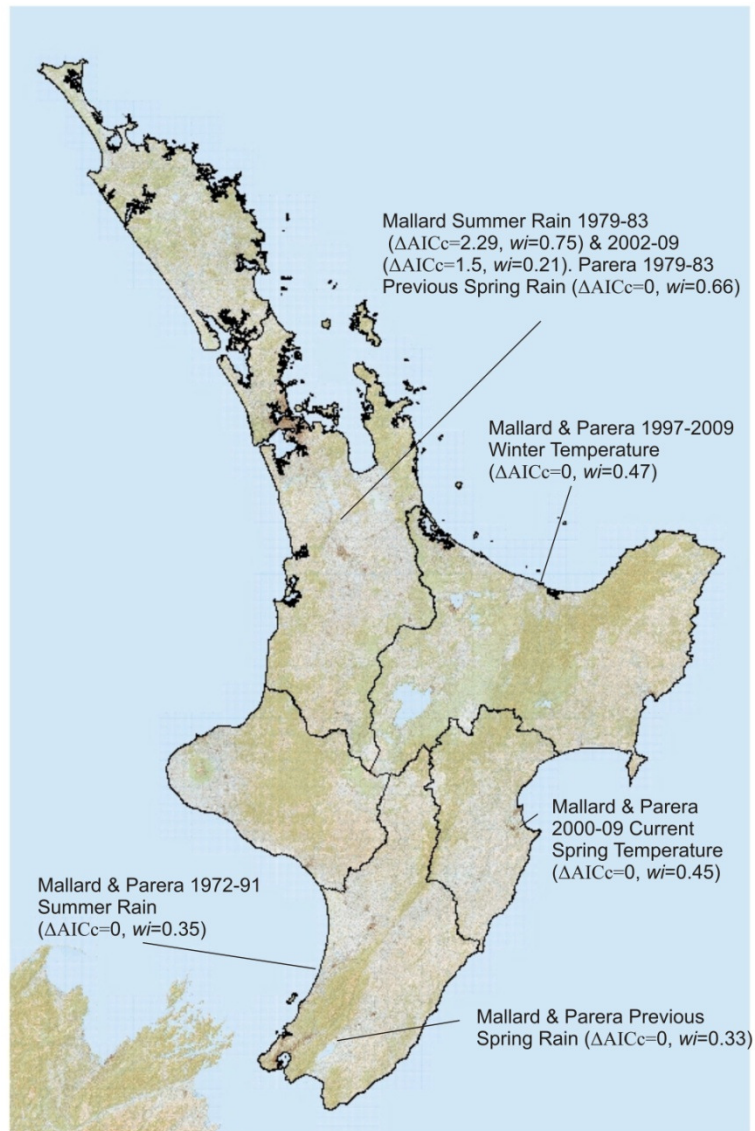 Mallard Summer Rain 1979-83
(ΔAICc=2.29, wi=0.75) & 2002-09
(ΔAICc=1.5, wi=0.21). Parera 1979-83
Previous Spring Rain (ΔAICc=0, wi=0.66)
Mallard & Parera 1997-2009
Winter Temperature
(ΔAICc=0, wi=0.47)
Mallard & Parera
2000-09 Current
Spring Temperature
(ΔAICc=0, wi=0.45)
Mallard & Parera 1972-91
Summer Rain
(ΔAICc=0, wi=0.35)
Mallard & Parera Previous
Spring Rain (ΔAICc=0, wi=0.33)